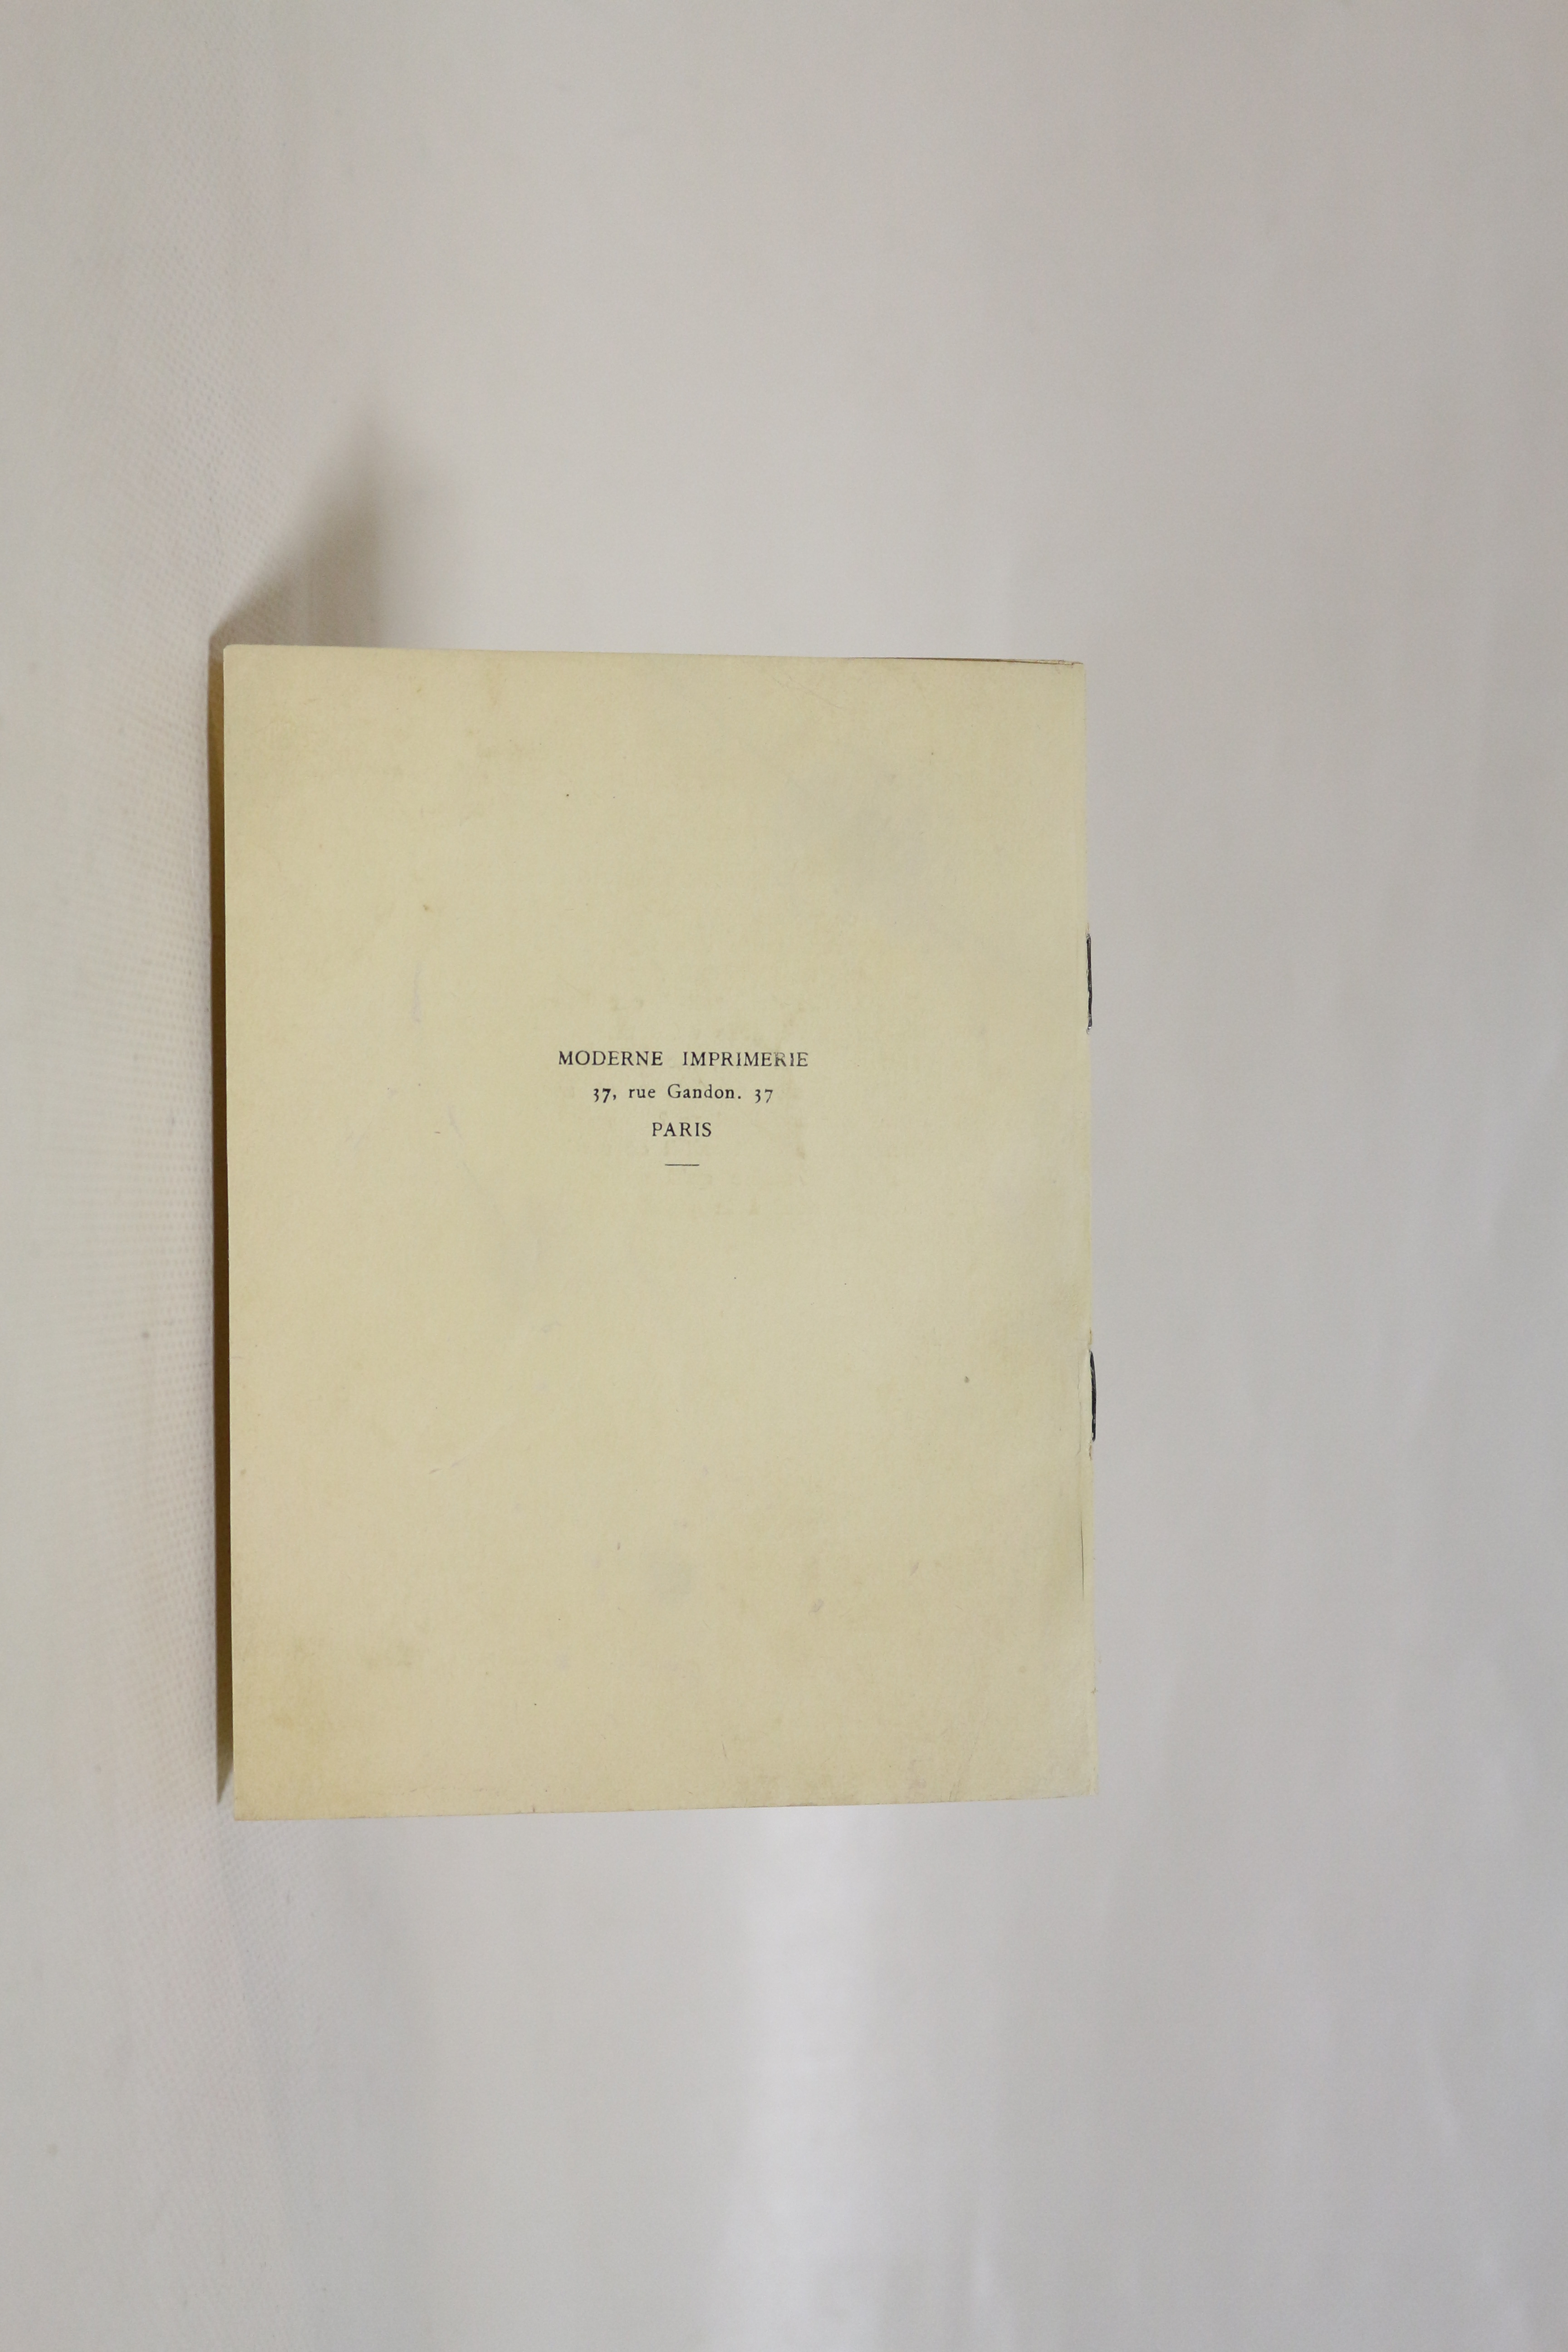 MODERNE IMPRIMERIE
37, rue Gandon. 37
PARIS